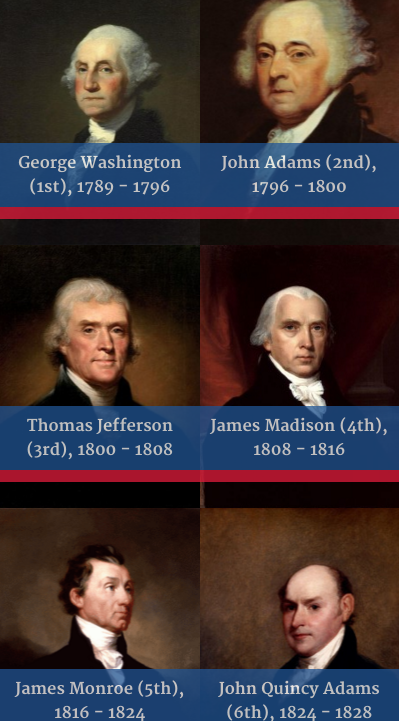 George Washington
(1st), 1789 - 1796
John Adams (2nd),
1796 - 1800
Thomas Jefferson
(3rd), 1800 - 1808
James Madison (4th),
1808 - 1816
James Monroe (5th),
1816 - 1824
John Quincy Adams
(6th), 1824 - 1828